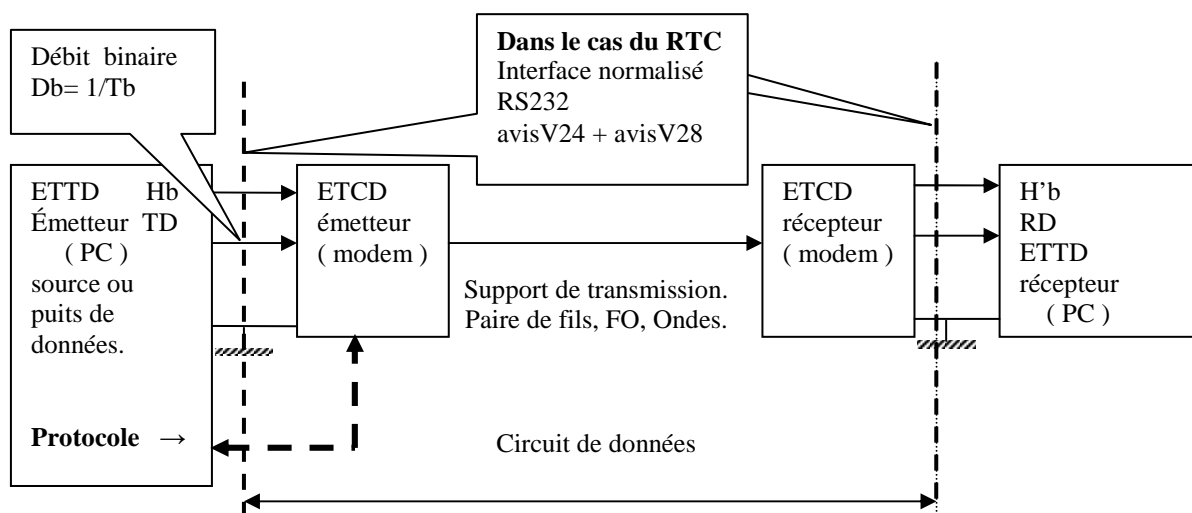 Débit binaire
Db= 1/Tb
Dans le cas du RTC
Interface normalisé
RS232
avisV24 + avisV28
ETTD Hb
Émetteur TD
( PC )
source ou
puits de
données.
Protocole →
ETCD
émetteur
( modem )
Support de transmission.
Paire de fils, FO, Ondes.
Circuit de données
ETCD
récepteur
( modem )
H’b
RD
ETTD
récepteur
( PC )